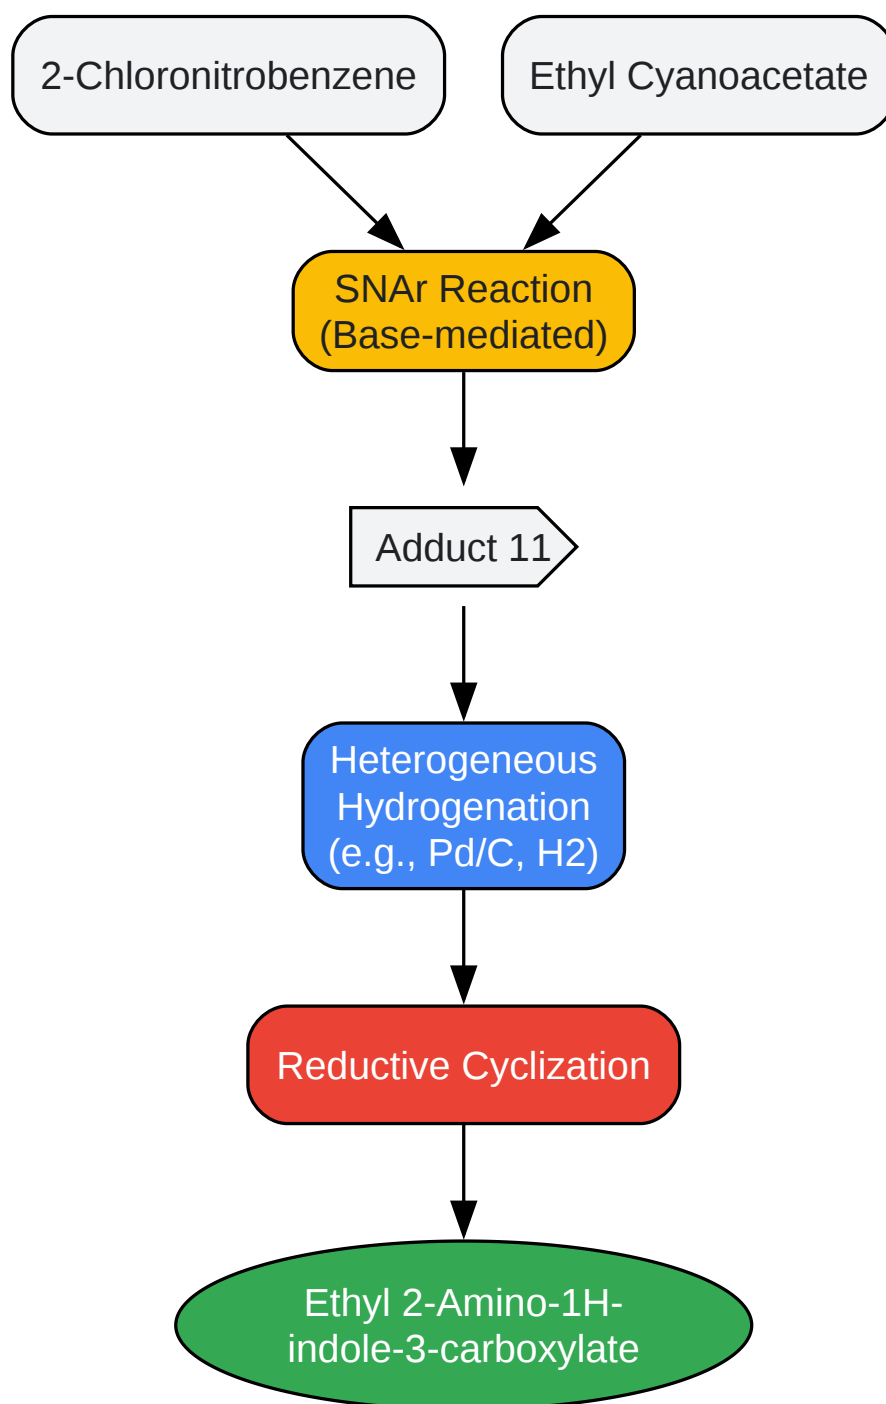 2-Chloronitrobenzene
Ethyl Cyanoacetate
SNAr Reaction
(Base-mediated)
Adduct 11
Heterogeneous
Hydrogenation
(e.g., Pd/C, H2)
Reductive Cyclization
Ethyl 2-Amino-1H-
indole-3-carboxylate